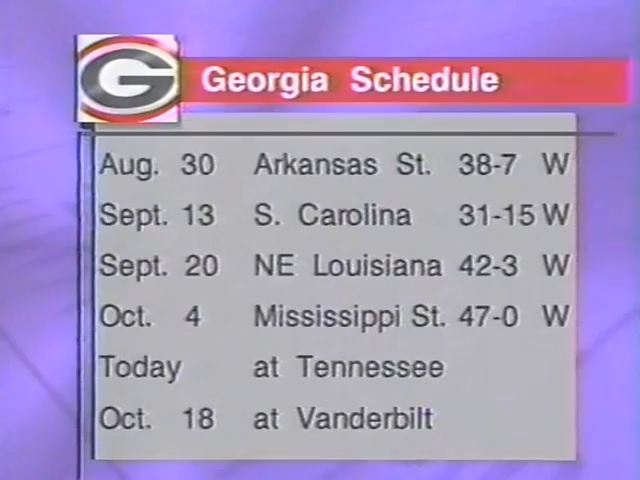 G
Georgia Schedule
Aug. 30 Arkansas St. 38-7 W
Sept. 13 S. Carolina 31-15 W
Sept. 20 NE Louisiana 42-3 W
Oct. 4 Mississippi St. 47-0 W
Today at Tennessee
Oct. 18 at Vanderbilt